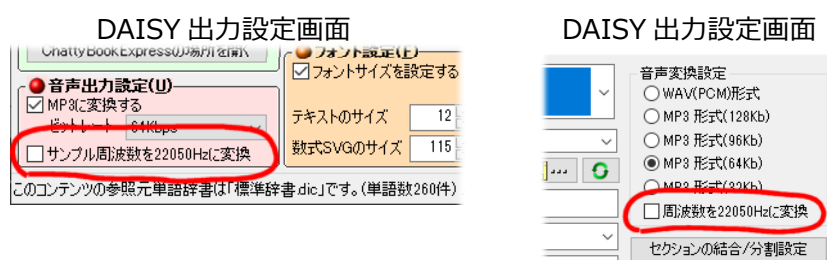 DAISY 出力設定画面
ChattyBookExpressの場所を開く
フォント設定(F)
フォントサイズを設定する
音声出力設定(U)
MP3に変換する
ビットレート 64Kbps
テキストのサイズ 12
数式SVGのサイズ 115
サンプル周波数を22050Hzに変換
このコンテンツの参照元単語辞書は「標準辞書.dic」です。(単語数260件)
DAISY 出力設定画面
音声変換設定
WAV(PCM)形式
MP3 形式(128Kb)
MP3 形式(96Kb)
MP3 形式(64Kb)
MP3 形式(32Kb)
周波数を22050Hzに変換
...
セクションの結合/分割設定